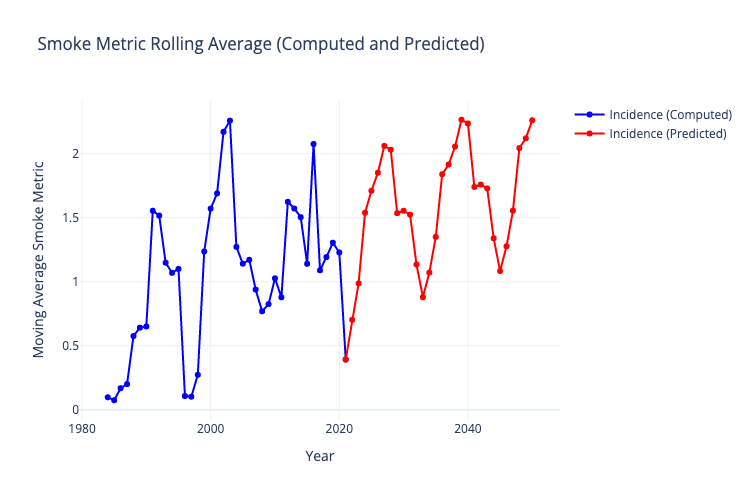 Smoke Metric Rolling Average (Computed and Predicted)
Incidence (Computed)
Incidence (Predicted)
Moving Average Smoke Metric
2
1.5
1
0.5
0
1980
2000
2020
2040
Year